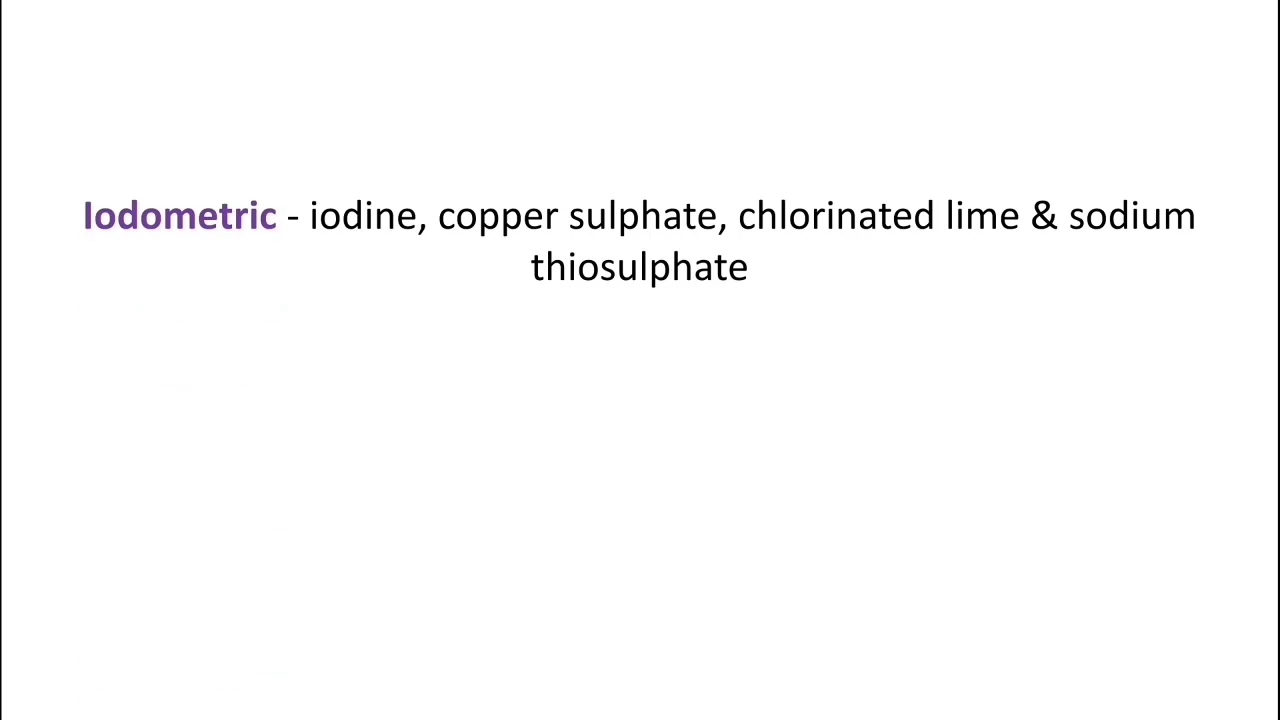 Iodometric - iodine, copper sulphate, chlorinated lime & sodium
thiosulphate